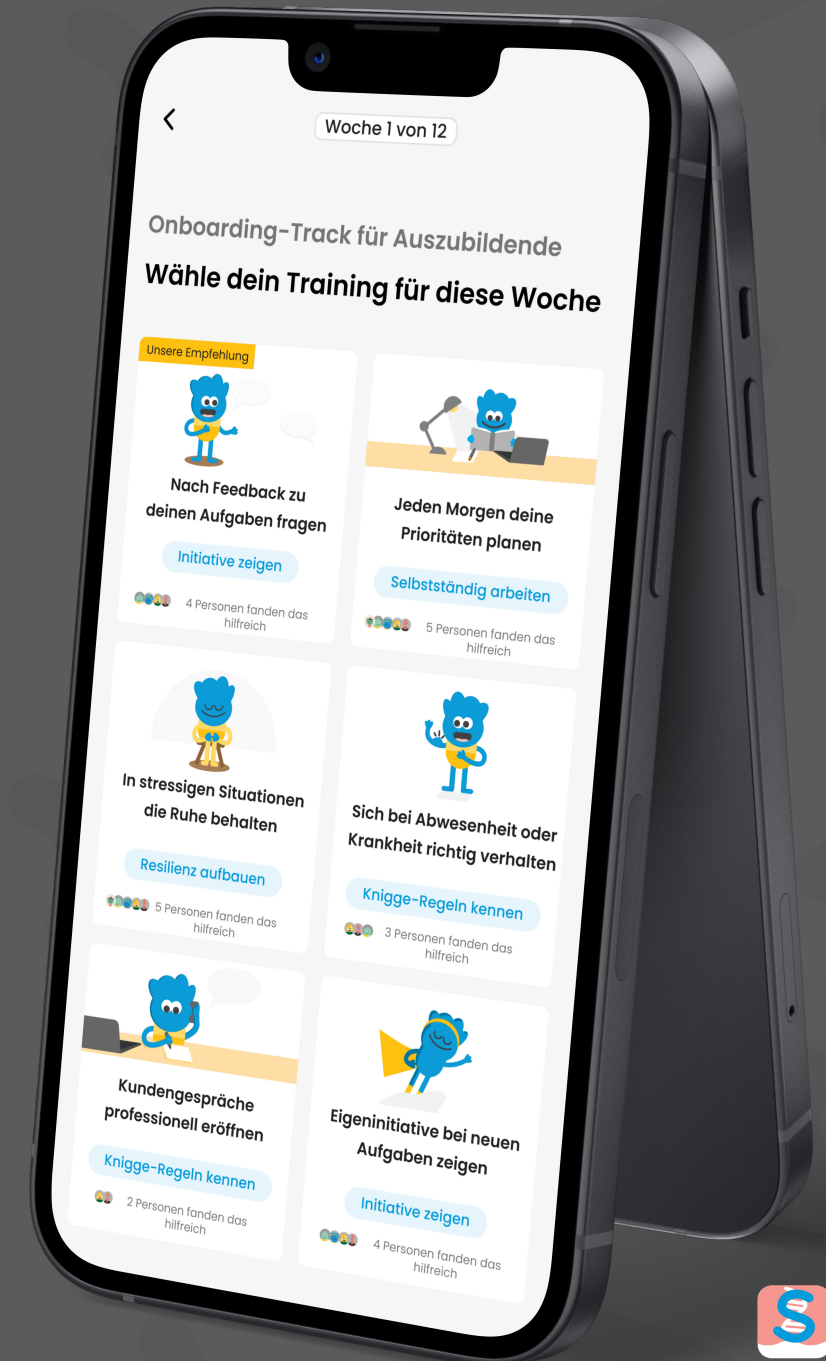 Woche 1 von 12
Onboarding-Track für Auszubildende
Wähle dein Training für diese Woche
Unsere Empfehlung
Nach Feedback zu
deinen Aufgaben fragen
Initiative zeigen
4 Personen fanden das
hilfreich
Jeden Morgen deine
Prioritäten planen
Selbstständig arbeiten
5 Personen fanden das
hilfreich
In stressigen Situationen
die Ruhe behalten
Resilienz aufbauen
5 Personen fanden das
hilfreich
Sich bei Abwesenheit oder
Krankheit richtig verhalten
Knigge-Regeln kennen
3 Personen fanden das
hilfreich
Kundengespräche
professionell eröffnen
Knigge-Regeln kennen
2 Personen fanden das
hilfreich
Eigeninitiative bei neuen
Aufgaben zeigen
Initiative zeigen
4 Personen fanden das
hilfreich
S